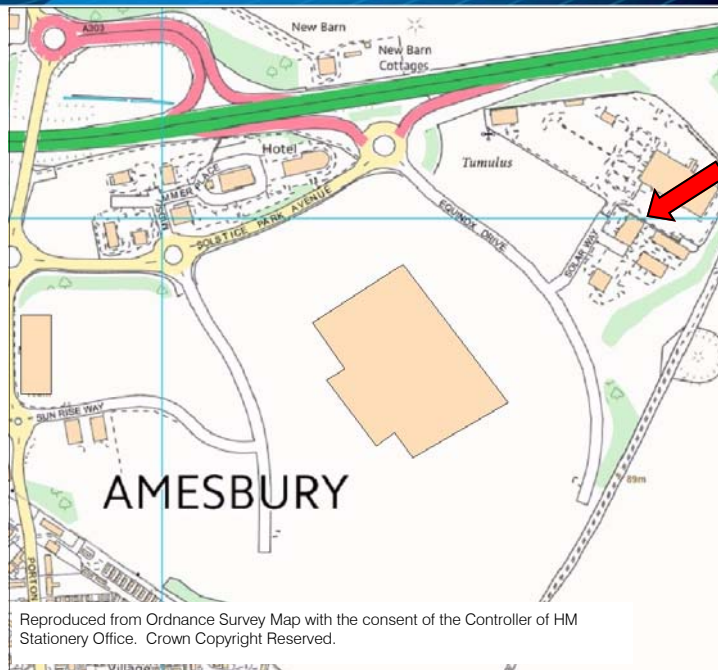 A303
New Barn
New Barn
Cottages
Hotel
Tumulus
SUMMER PLACE
SOLSTICE PARK AVENUE
EQUINOX DRIVE
SOLAR WAY
SUN RISE WAY
AMESBURY
89m
PORTON
Reproduced from Ordnance Survey Map with the consent of the Controller of HM
Stationery Office. Crown Copyright Reserved.
Village